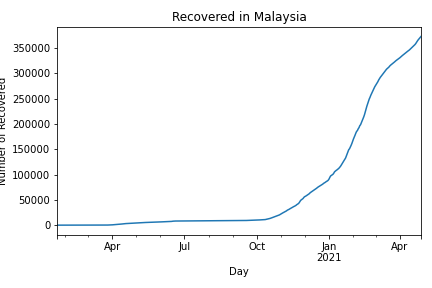 Recovered in Malaysia
Number of Recovered
350000
300000
250000
200000
150000
100000
50000
0
Apr
Jul
Oct
Jan
2021
Apr
Day